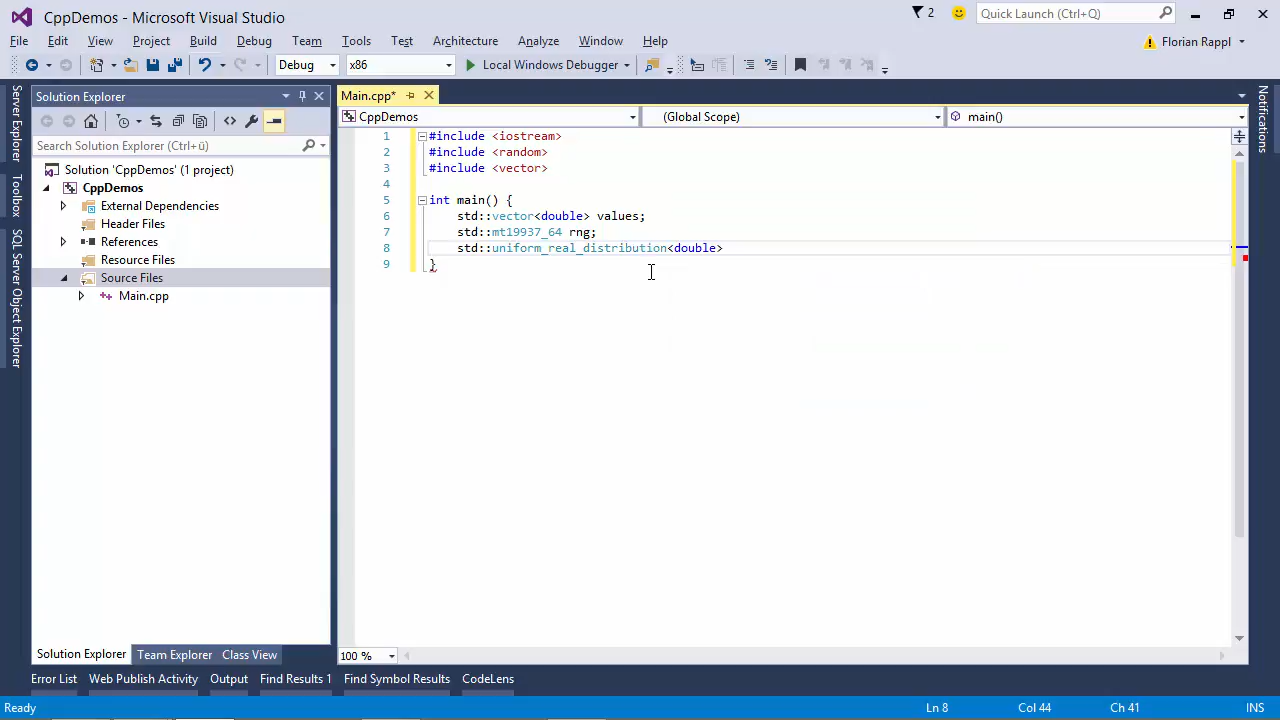 CppDemos - Microsoft Visual Studio
2
Quick Launch (Ctrl+Q)
File Edit View Project Build Debug Team Tools Test Architecture Analyze Window Help
Florian Rappl
Debug x86 Local Windows Debugger
Server Explorer
Toolbox
SQL Server Object Explorer
Solution Explorer
Search Solution Explorer (Ctrl+ü)
Solution 'CppDemos' (1 project)
CppDemos
External Dependencies
Header Files
References
Resource Files
Source Files
Main.cpp
Solution Explorer Team Explorer Class View
Main.cpp*
CppDemos (Global Scope) main()
1 #include <iostream>
2 #include <random>
3 #include <vector>
4
5 int main() {
6 std::vector<double> values;
7 std::mt19937_64 rng;
8 std::uniform_real_distribution<double>
9 }
100 %
Notifications
Error List Web Publish Activity Output Find Results 1 Find Symbol Results CodeLens
Ready Ln 8 Col 44 Ch 41 INS